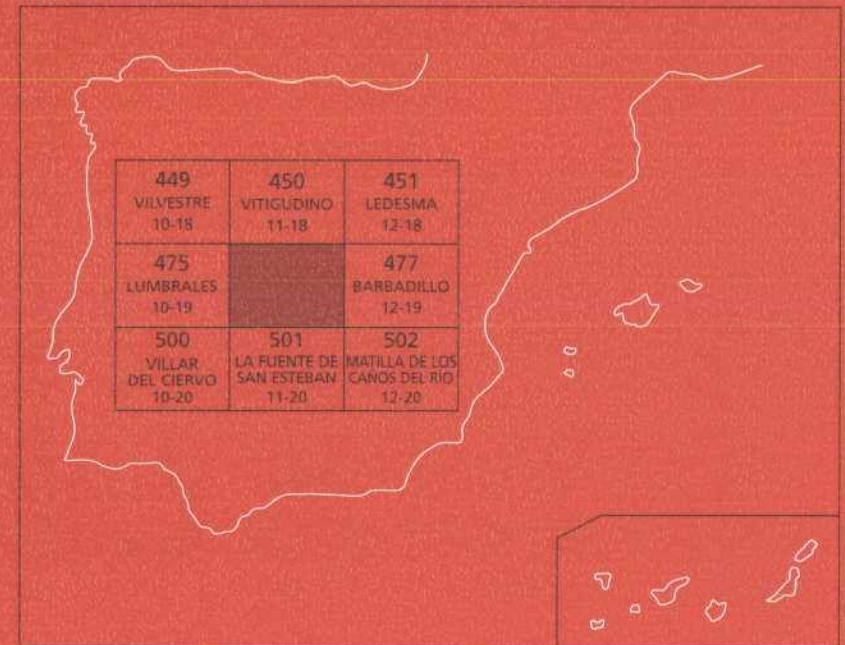 449
VILVESTRE
10-18
450
VITIGUDINO
11-18
451
LEDESMA
12-18
475
LUMBRALES
10-19
477
BARBADILLO
12-19
500
VILLAR
DEL CIERVO
10-20
501
LA FUENTE DE
SAN ESTEBAN
11-20
502
MATILLA DE LOS
CAÑOS DEL RIO
12-20